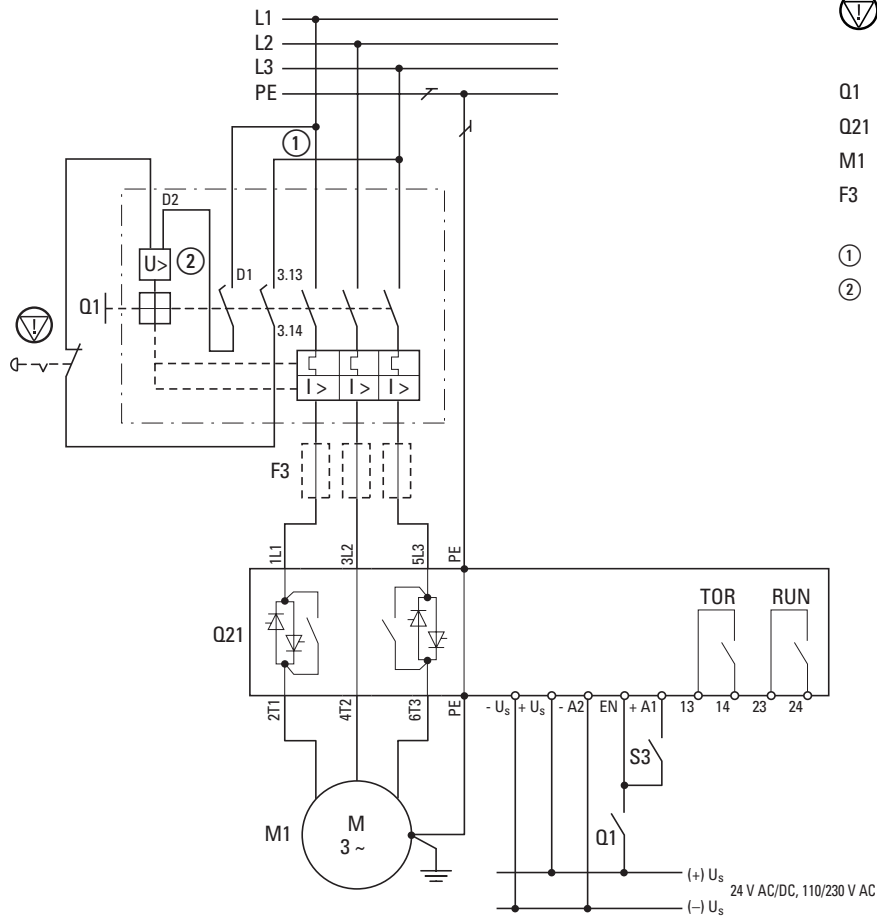 L1
L2
L3
PE
Q1
Q21
M1
F3
1
2
1
D2
U>
2
D1
3.13
Q1
3.14
I > I > I >
F3
1L1 3L2 5L3 PE
Q21
TOR RUN
2T1 4T2 6T3 PE
- Us + Us - A2 EN + A1 13 14 23 24
S3
M1
M
3 ~
Q1
(+) Us
24 V AC/DC, 110/230 V AC
(–) Us
!
!